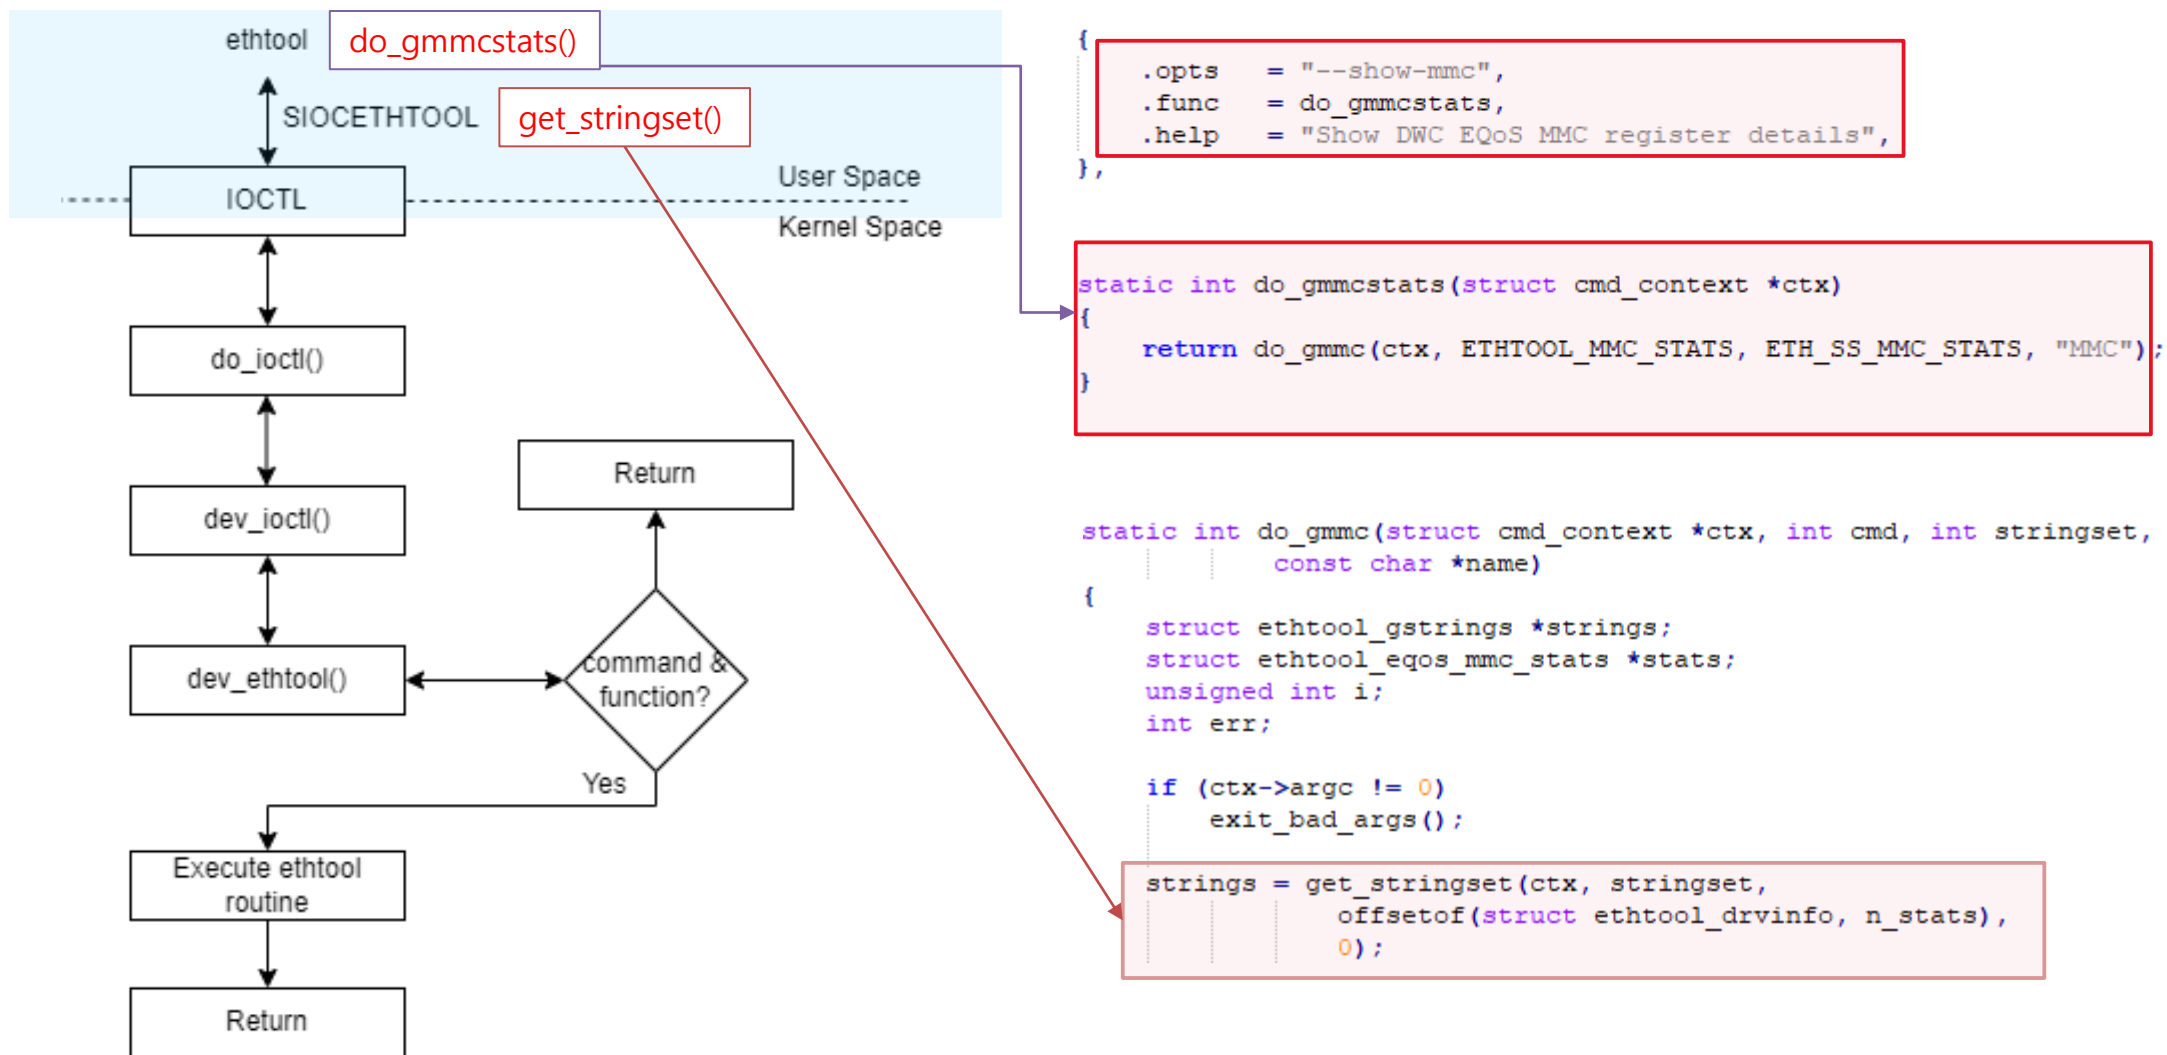 ethtool
do_gmmcstats()
SIOCETHTOOL
get_stringset()
IOCTL
User Space
Kernel Space
do_ioctl()
dev_ioctl()
dev_ethtool()
Return
command &
function?
Yes
Execute ethtool
routine
Return
{
.opts = "--show-mmc",
.func = do_gmmcstats,
.help = "Show DWC EQoS MMC register details",
},
static int do_gmmcstats(struct cmd_context *ctx)
{
return do_gmmc(ctx, ETHTOOL_MMC_STATS, ETH_SS_MMC_STATS, "MMC");
}
static int do_gmmc(struct cmd_context *ctx, int cmd, int stringset,
const char *name)
{
struct ethtool_gstrings *strings;
struct ethtool_eqos_mmc_stats *stats;
unsigned int i;
int err;
if (ctx->argc != 0)
exit_bad_args();
strings = get_stringset(ctx, stringset,
offsetof(struct ethtool_drvinfo, n_stats),
0);